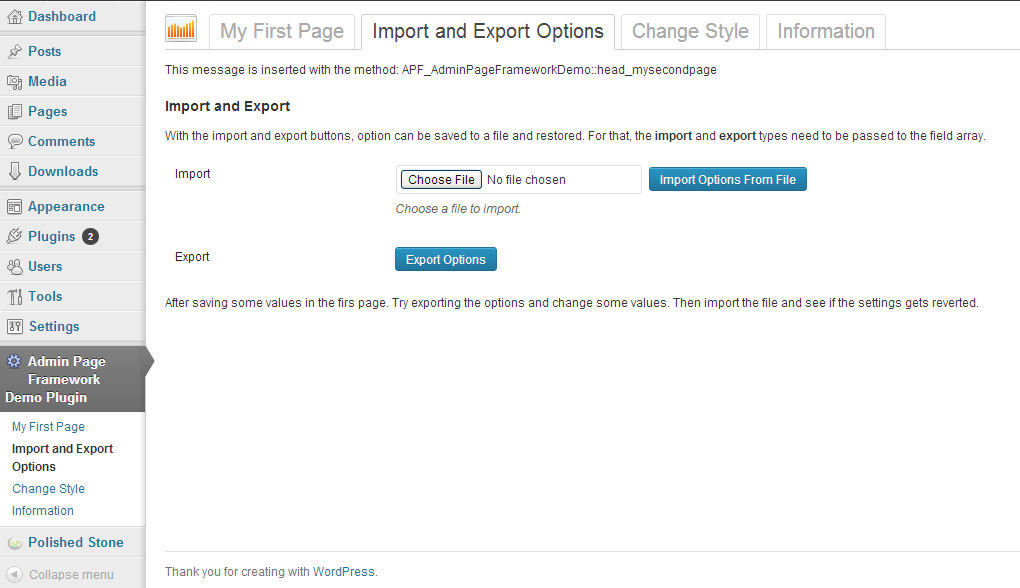 Dashboard
Posts
Media
Pages
Comments
Downloads
Appearance
Plugins 2
Users
Tools
Settings
Admin Page
Framework
Demo Plugin
My First Page
Import and Export
Options
Change Style
Information
Polished Stone
Collapse menu
My First Page Import and Export Options Change Style Information
This message is inserted with the method: APF_AdminPageFrameworkDemo::head_mysecondpage
Import and Export
With the import and export buttons, option can be saved to a file and restored. For that, the import and export types need to be passed to the field array.
Import Choose File No file chosen Import Options From File
Choose a file to import.
Export Export Options
After saving some values in the firs page. Try exporting the options and change some values. Then import the file and see if the settings gets reverted.
Thank you for creating with WordPress.